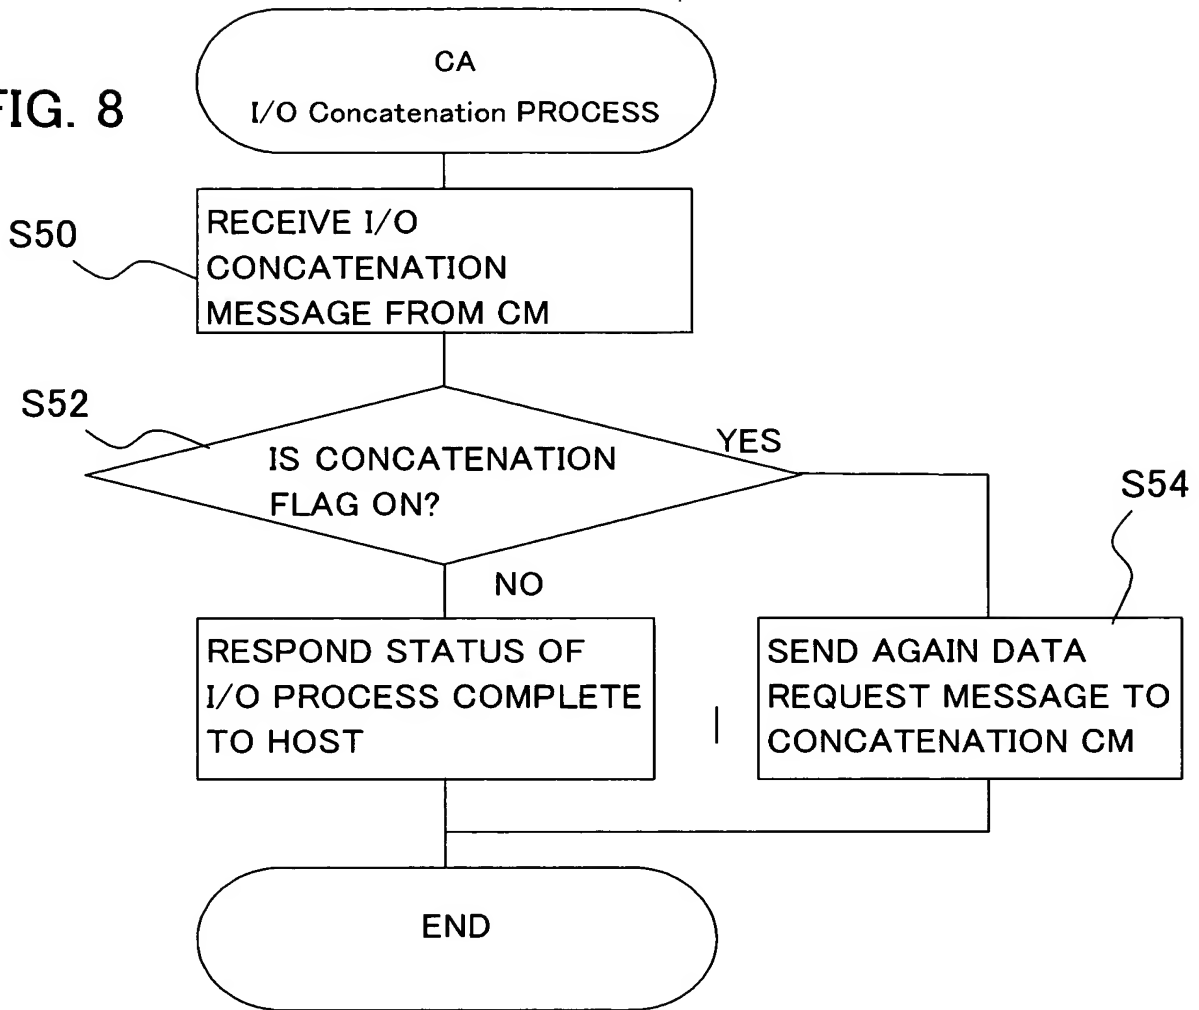 FIG. 8
CA
I/O Concatenation PROCESS
S50
RECEIVE I/O
CONCATENATION
MESSAGE FROM CM
S52
IS CONCATENATION
FLAG ON?
YES
NO
S54
RESPOND STATUS OF
I/O PROCESS COMPLETE
TO HOST
SEND AGAIN DATA
REQUEST MESSAGE TO
CONCATENATION CM
END